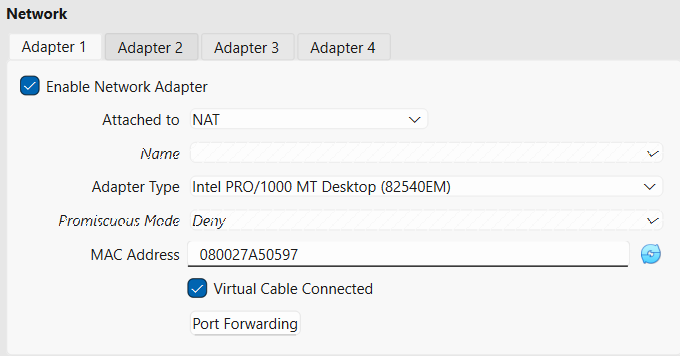 Network
Adapter 1 Adapter 2 Adapter 3 Adapter 4
Enable Network Adapter
Attached to NAT
Name
Adapter Type Intel PRO/1000 MT Desktop (82540EM)
Promiscuous Mode Deny
MAC Address 080027A50597
Virtual Cable Connected
Port Forwarding